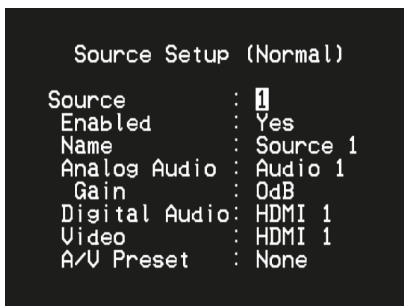 Source Setup (Normal)
Source : 1
Enabled : Yes
Name : Source 1
Analog Audio : Audio 1
Gain : 0dB
Digital Audio: HDMI 1
Video : HDMI 1
A/V Preset : None